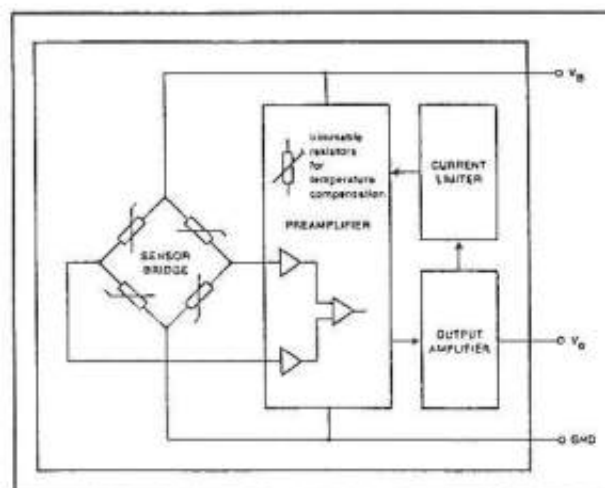 V_B
trimmable
resistors
for
temperature
compensation
PREAMPLIFIER
CURRENT
LIMITER
SENSOR
BRIDGE
OUTPUT
AMPLIFIER
V_O
GND